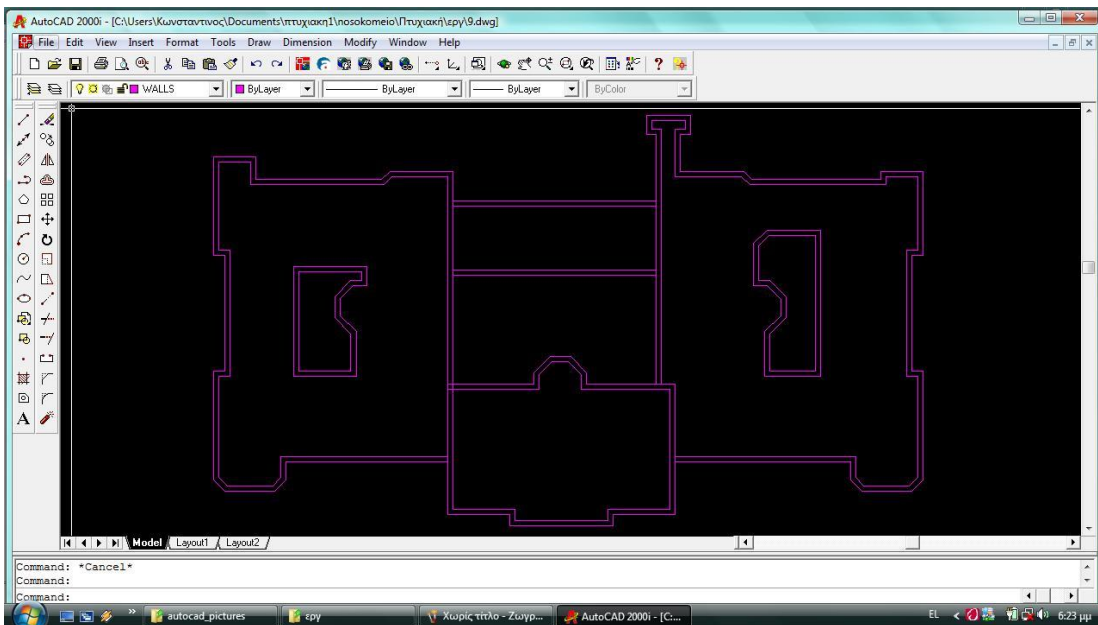 AutoCAD 2000i - [C:\Users\Κωνσταντινος\Documents\πτυχιακη1\nosokomeio\Πτυχιακή\εργ\9.dwg]
File Edit View Insert Format Tools Draw Dimension Modify Window Help
WALLS ByLayer ByLayer ByLayer ByColor
A
Model Layout1 Layout2
Command: *Cancel*
Command:
Command:
autocad_pictures εργ Χωρίς τίτλο - Ζωγρ... AutoCAD 2000i - [C:... EL 6:23 μμ